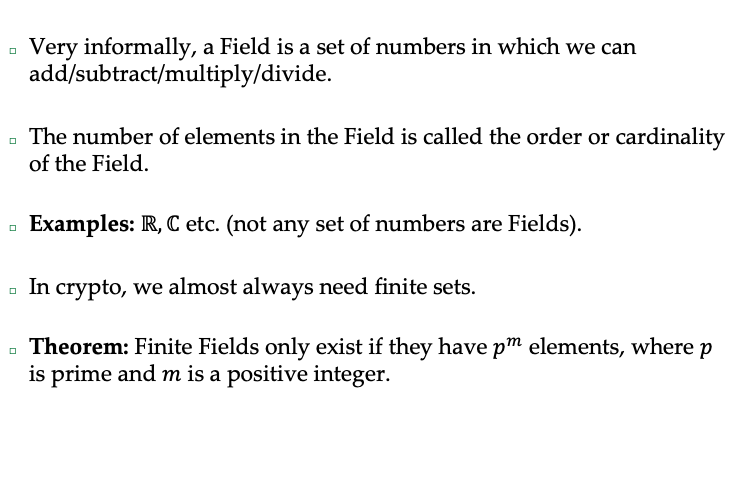 Very informally, a Field is a set of numbers in which we can
add/subtract/multiply/divide.
The number of elements in the Field is called the order or cardinality
of the Field.
Examples: ℝ, ℂ etc. (not any set of numbers are Fields).
In crypto, we almost always need finite sets.
Theorem: Finite Fields only exist if they have pᵐ elements, where p
is prime and m is a positive integer.